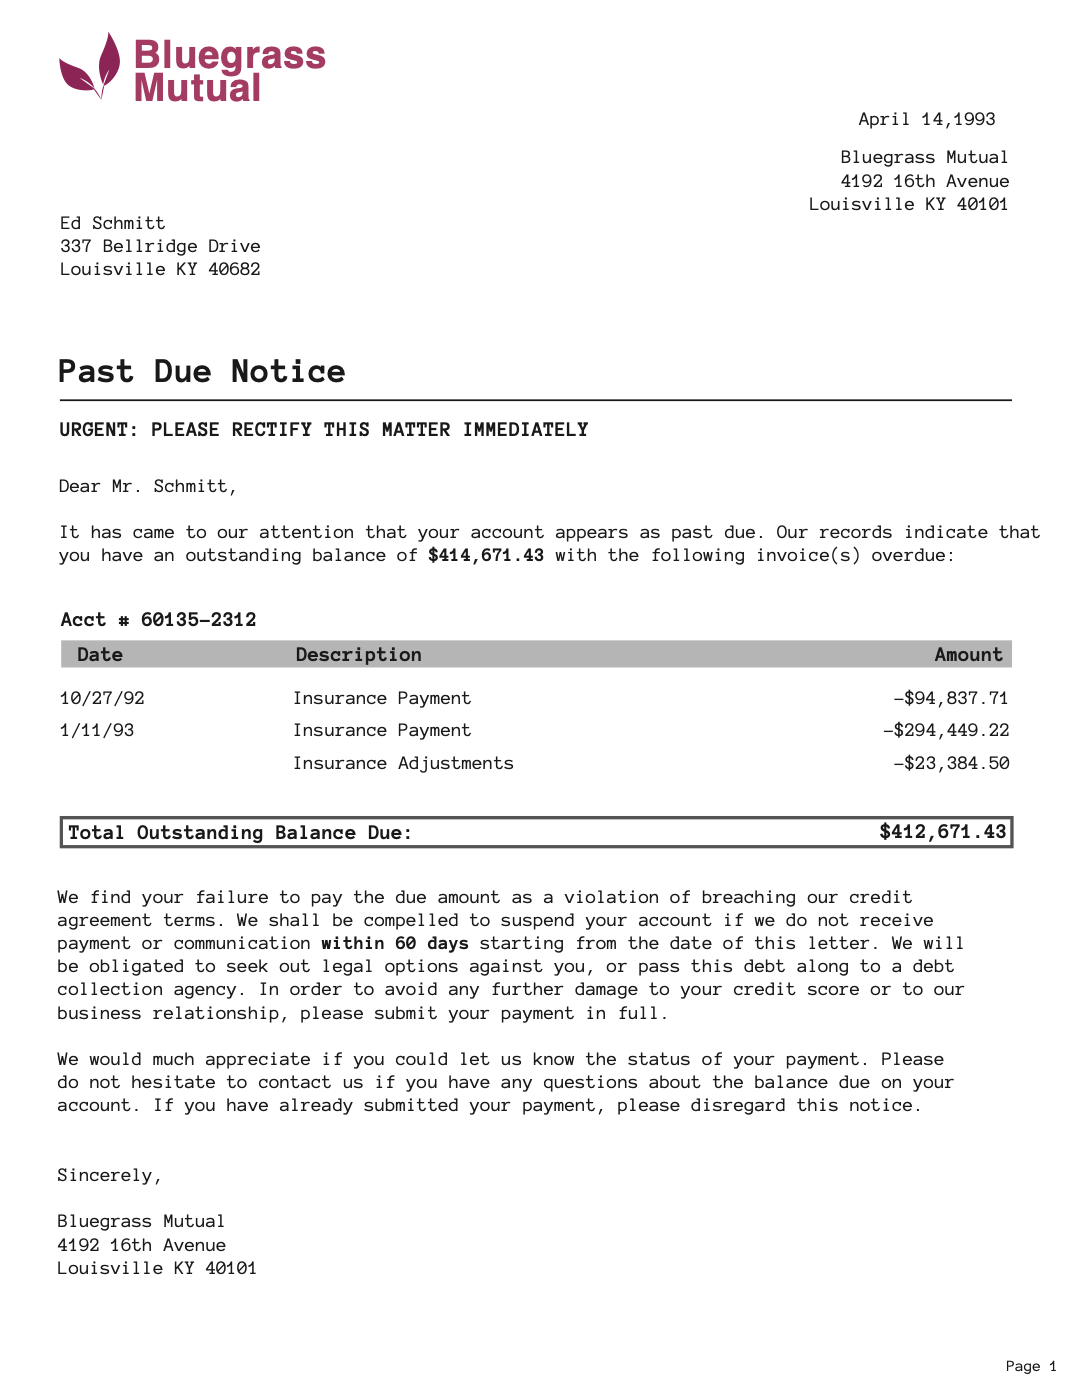 Bluegrass
Mutual
April 14,1993
Bluegrass Mutual
4192 16th Avenue
Louisville KY 40101
Ed Schmitt
337 Bellridge Drive
Louisville KY 40682
Past Due Notice
URGENT: PLEASE RECTIFY THIS MATTER IMMEDIATELY
Dear Mr. Schmitt,
It has came to our attention that your account appears as past due. Our records indicate that
you have an outstanding balance of $414,671.43 with the following invoice(s) overdue:
Acct # 60135-2312
Date Description Amount
10/27/92 Insurance Payment -$94,837.71
1/11/93 Insurance Payment -$294,449.22
Insurance Adjustments -$23,384.50
Total Outstanding Balance Due: $412,671.43
We find your failure to pay the due amount as a violation of breaching our credit
agreement terms. We shall be compelled to suspend your account if we do not receive
payment or communication within 60 days starting from the date of this letter. We will
be obligated to seek out legal options against you, or pass this debt along to a debt
collection agency. In order to avoid any further damage to your credit score or to our
business relationship, please submit your payment in full.
We would much appreciate if you could let us know the status of your payment. Please
do not hesitate to contact us if you have any questions about the balance due on your
account. If you have already submitted your payment, please disregard this notice.
Sincerely,
Bluegrass Mutual
4192 16th Avenue
Louisville KY 40101
Page 1